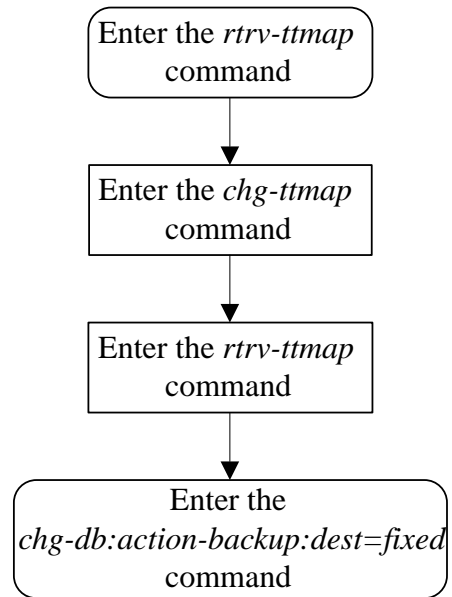 Enter the rtrv-ttmap
command
Enter the chg-ttmap
command
Enter the rtrv-ttmap
command
Enter the
chg-db:action-backup:dest=fixed
command